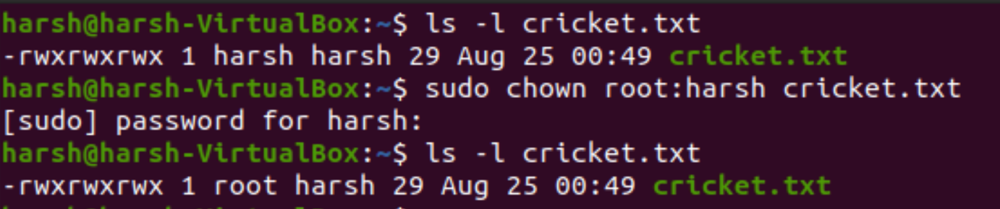 harsh@harsh-VirtualBox:~$ ls -l cricket.txt
-rwxrwxrwx 1 harsh harsh 29 Aug 25 00:49 cricket.txt
harsh@harsh-VirtualBox:~$ sudo chown root:harsh cricket.txt
[sudo] password for harsh:
harsh@harsh-VirtualBox:~$ ls -l cricket.txt
-rwxrwxrwx 1 root harsh 29 Aug 25 00:49 cricket.txt